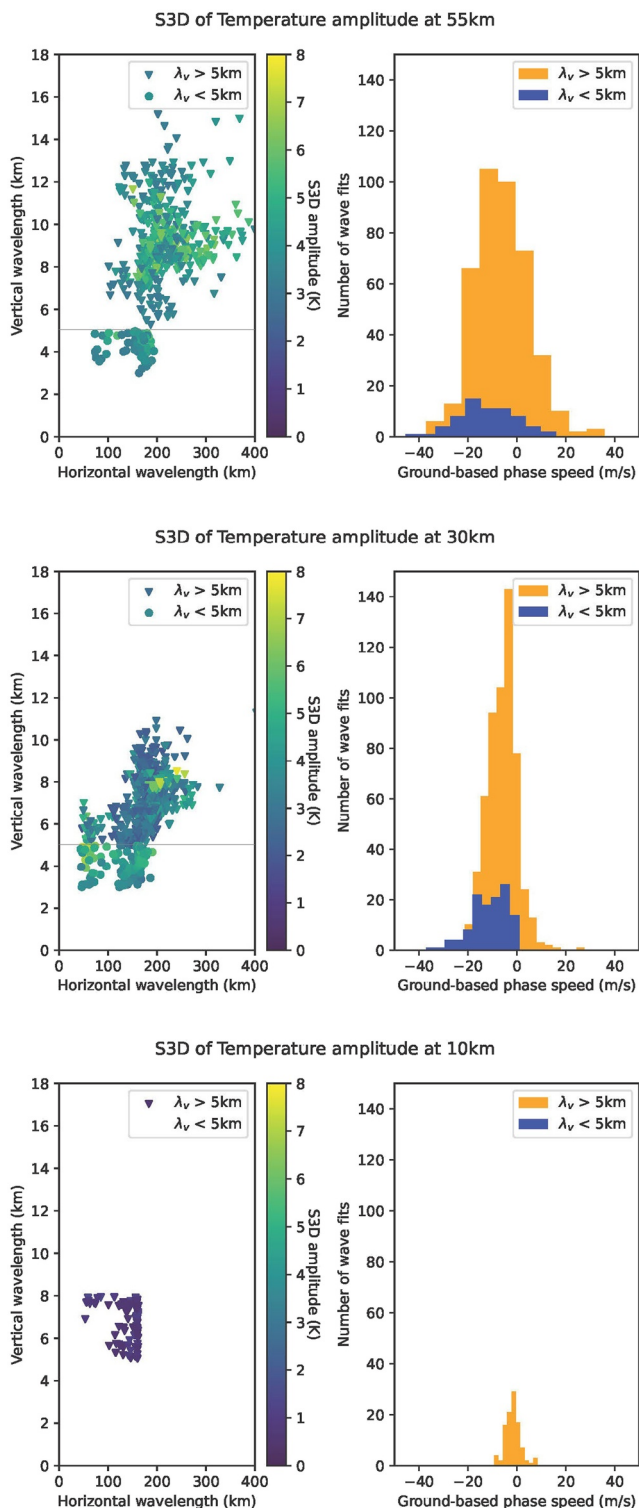 S3D of Temperature amplitude at 55km
Vertical wavelength (km)
18
16
14
12
10
8
6
4
2
0
λv > 5km
λv < 5km
0 100 200 300 400
Horizontal wavelength (km)
8
7
6
5
4
3
2
1
0
S3D amplitude (K)
Number of wave fits
140
120
100
80
60
40
20
0
λv > 5km
λv < 5km
−40 −20 0 20 40
Ground-based phase speed (m/s)
S3D of Temperature amplitude at 30km
Vertical wavelength (km)
18
16
14
12
10
8
6
4
2
0
λv > 5km
λv < 5km
0 100 200 300 400
Horizontal wavelength (km)
8
7
6
5
4
3
2
1
0
S3D amplitude (K)
Number of wave fits
140
120
100
80
60
40
20
0
λv > 5km
λv < 5km
−40 −20 0 20 40
Ground-based phase speed (m/s)
S3D of Temperature amplitude at 10km
Vertical wavelength (km)
18
16
14
12
10
8
6
4
2
0
λv > 5km
λv < 5km
0 100 200 300 400
Horizontal wavelength (km)
8
7
6
5
4
3
2
1
0
S3D amplitude (K)
Number of wave fits
140
120
100
80
60
40
20
0
λv > 5km
λv < 5km
−40 −20 0 20 40
Ground-based phase speed (m/s)